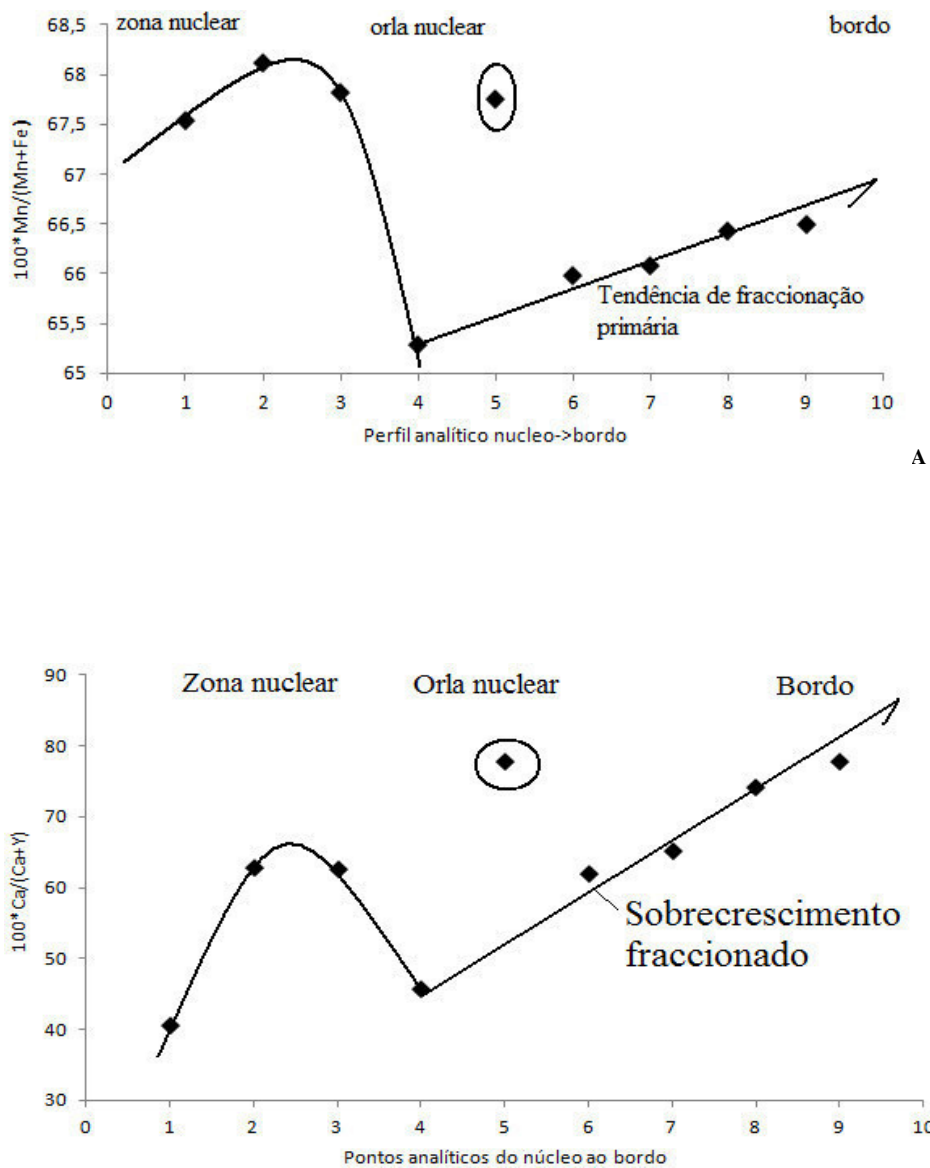 zona nuclear orla nuclear bordo
68,5
68
67,5
67
66,5
66
65,5
65
100*Mn/(Mn+Fe)
Tendência de fraccionação
primária
0 1 2 3 4 5 6 7 8 9 10
Perfil analítico nucleo->bordo
A
Zona nuclear Orla nuclear Bordo
90
80
70
60
50
40
30
100*Ca/(Ca+Y)
Sobrecrescimento
fraccionado
0 1 2 3 4 5 6 7 8 9 10
Pontos analíticos do núcleo ao bordo